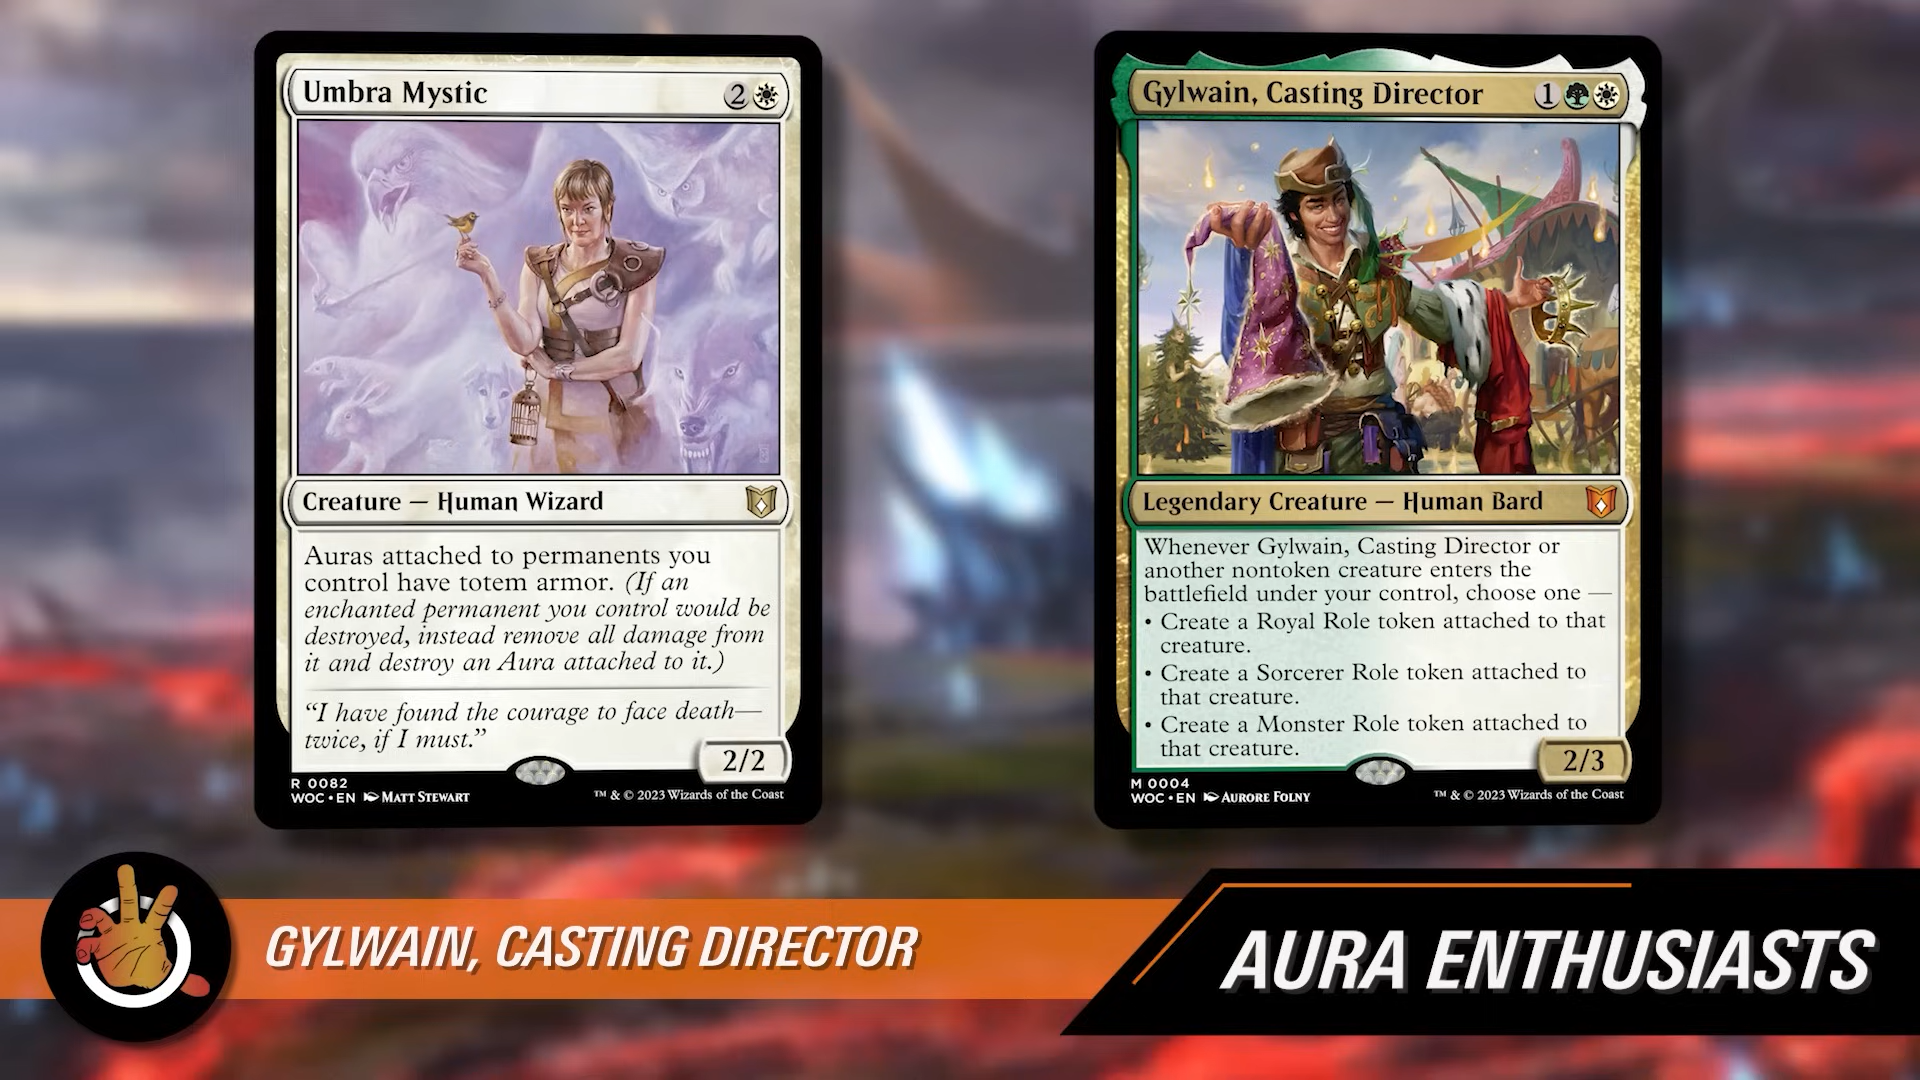 Umbra Mystic
2
Creature — Human Wizard
Auras attached to permanents you
control have totem armor. (If an
enchanted permanent you control would be
destroyed, instead remove all damage from
it and destroy an Aura attached to it.)
“I have found the courage to face death—
twice, if I must.”
2/2
R 0082
WOC • EN MATT STEWART
™ & © 2023 Wizards of the Coast
Gylwain, Casting Director
1
Legendary Creature — Human Bard
Whenever Gylwain, Casting Director or
another nontoken creature enters the
battlefield under your control, choose one —
• Create a Royal Role token attached to that
creature.
• Create a Sorcerer Role token attached to
that creature.
• Create a Monster Role token attached to
that creature.
2/3
M 0004
WOC • EN AURORE FOLNY
™ & © 2023 Wizards of the Coast
GYLWAIN, CASTING DIRECTOR
AURA ENTHUSIASTS